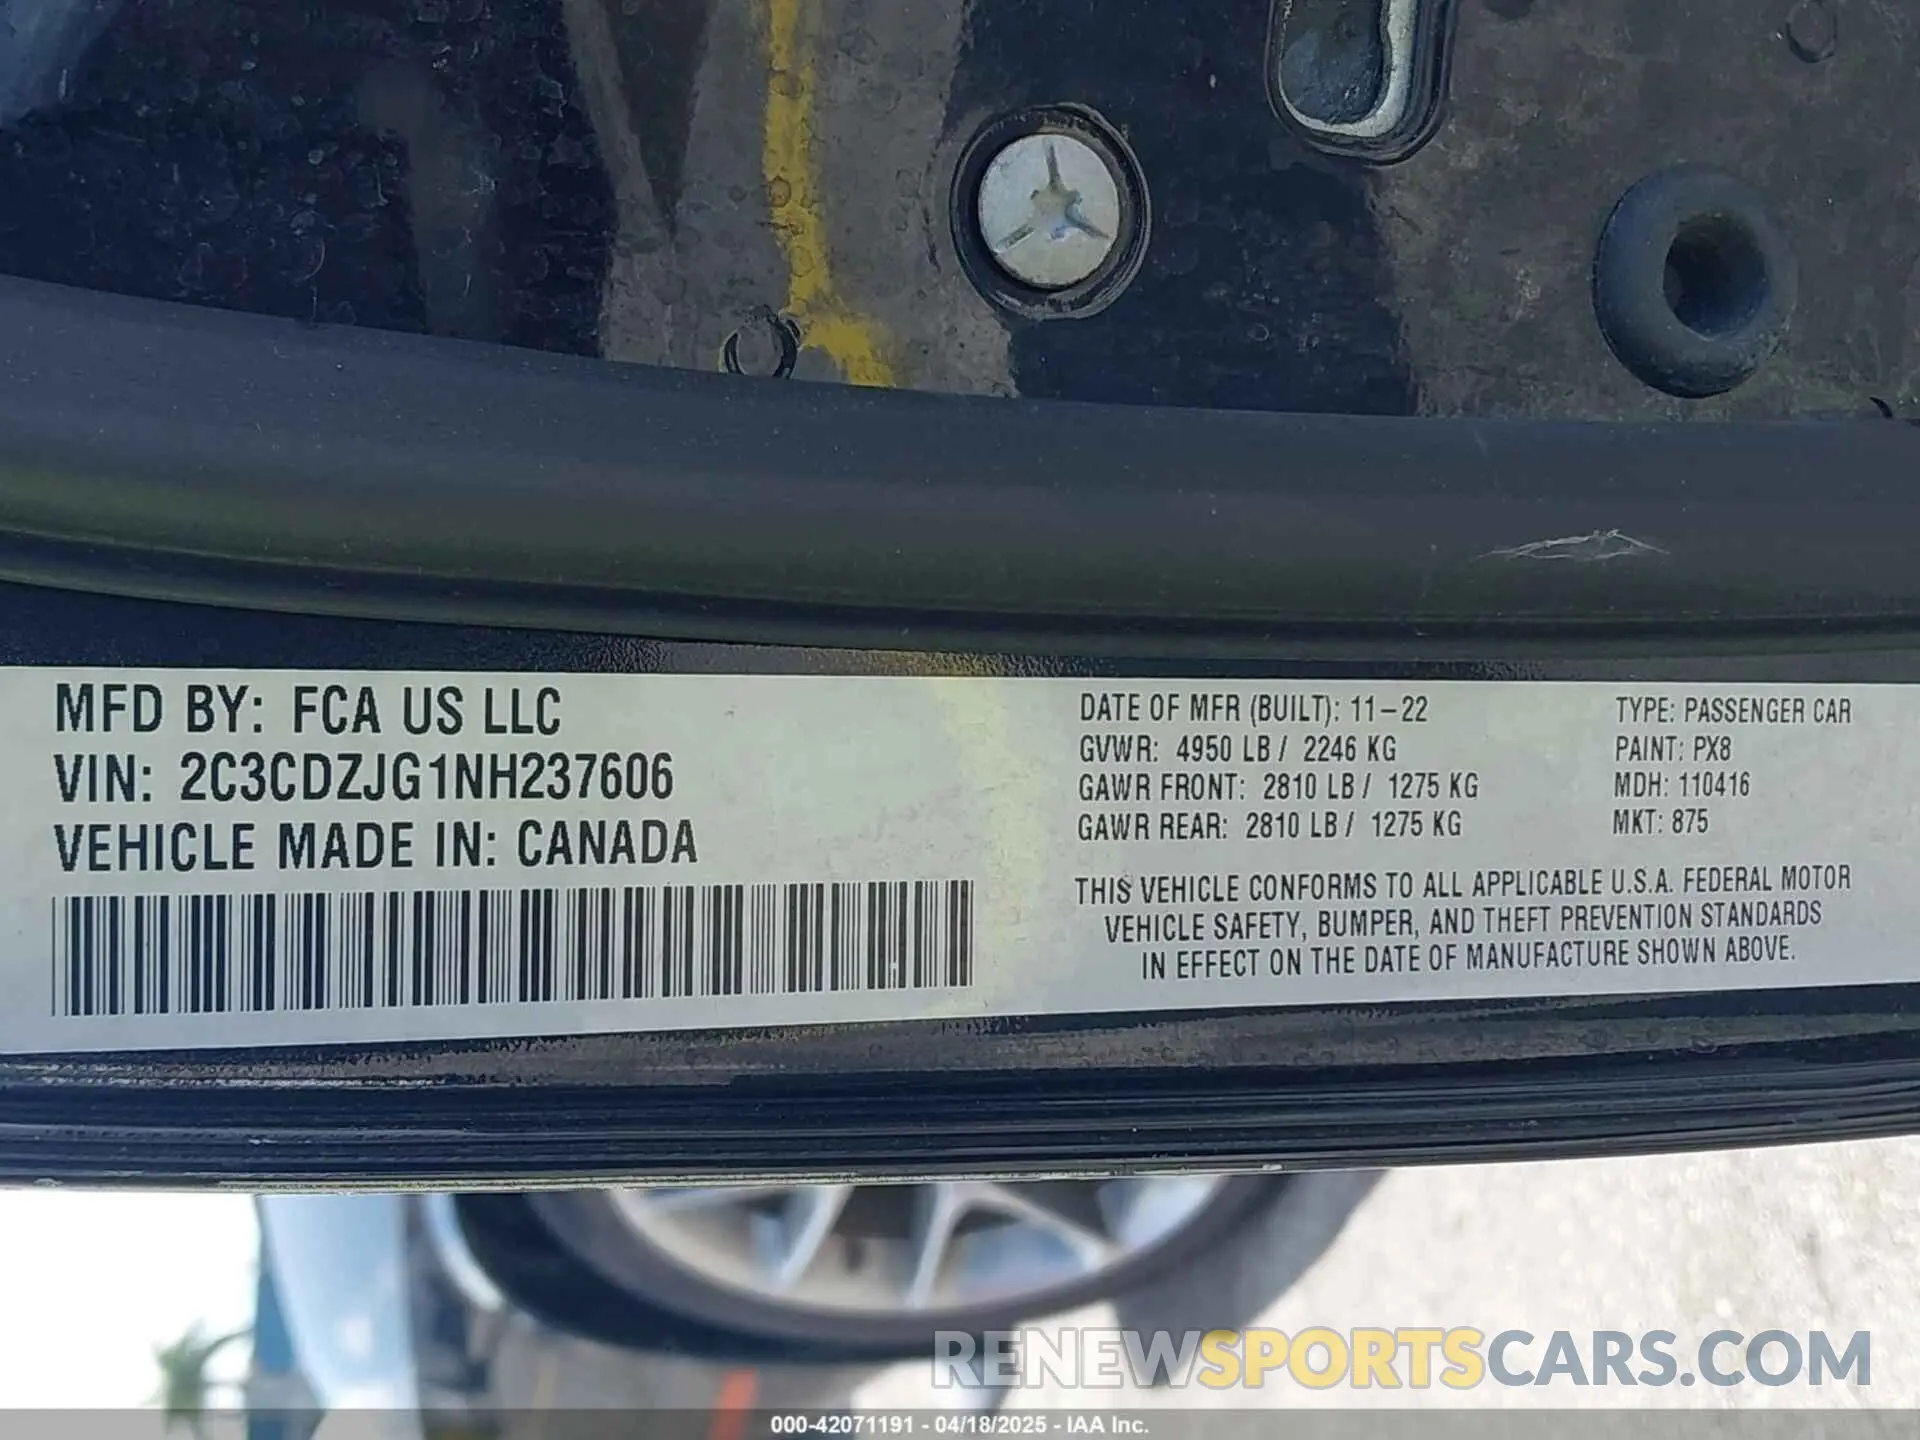 MFD BY: FCA US LLC
VIN: 2C3CDZJG1NH237606
VEHICLE MADE IN: CANADA
DATE OF MFR (BUILT): 11-22
GVWR: 4950 LB / 2246 KG
GAWR FRONT: 2810 LB / 1275 KG
GAWR REAR: 2810 LB / 1275 KG
TYPE: PASSENGER CAR
PAINT: PX8
MDH: 110416
MKT: 875
THIS VEHICLE CONFORMS TO ALL APPLICABLE U.S.A. FEDERAL MOTOR
VEHICLE SAFETY, BUMPER, AND THEFT PREVENTION STANDARDS
IN EFFECT ON THE DATE OF MANUFACTURE SHOWN ABOVE.
RENEWSPORTSCARS.COM
000-42071191 - 04/18/2025 - IAA Inc.